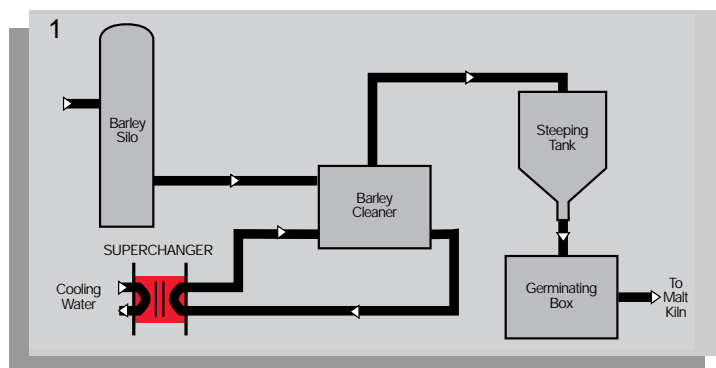 1
Barley
Silo
Steeping
Tank
Barley
Cleaner
SUPERCHANGER
Cooling
Water
Germinating
Box
To
Malt
Kiln